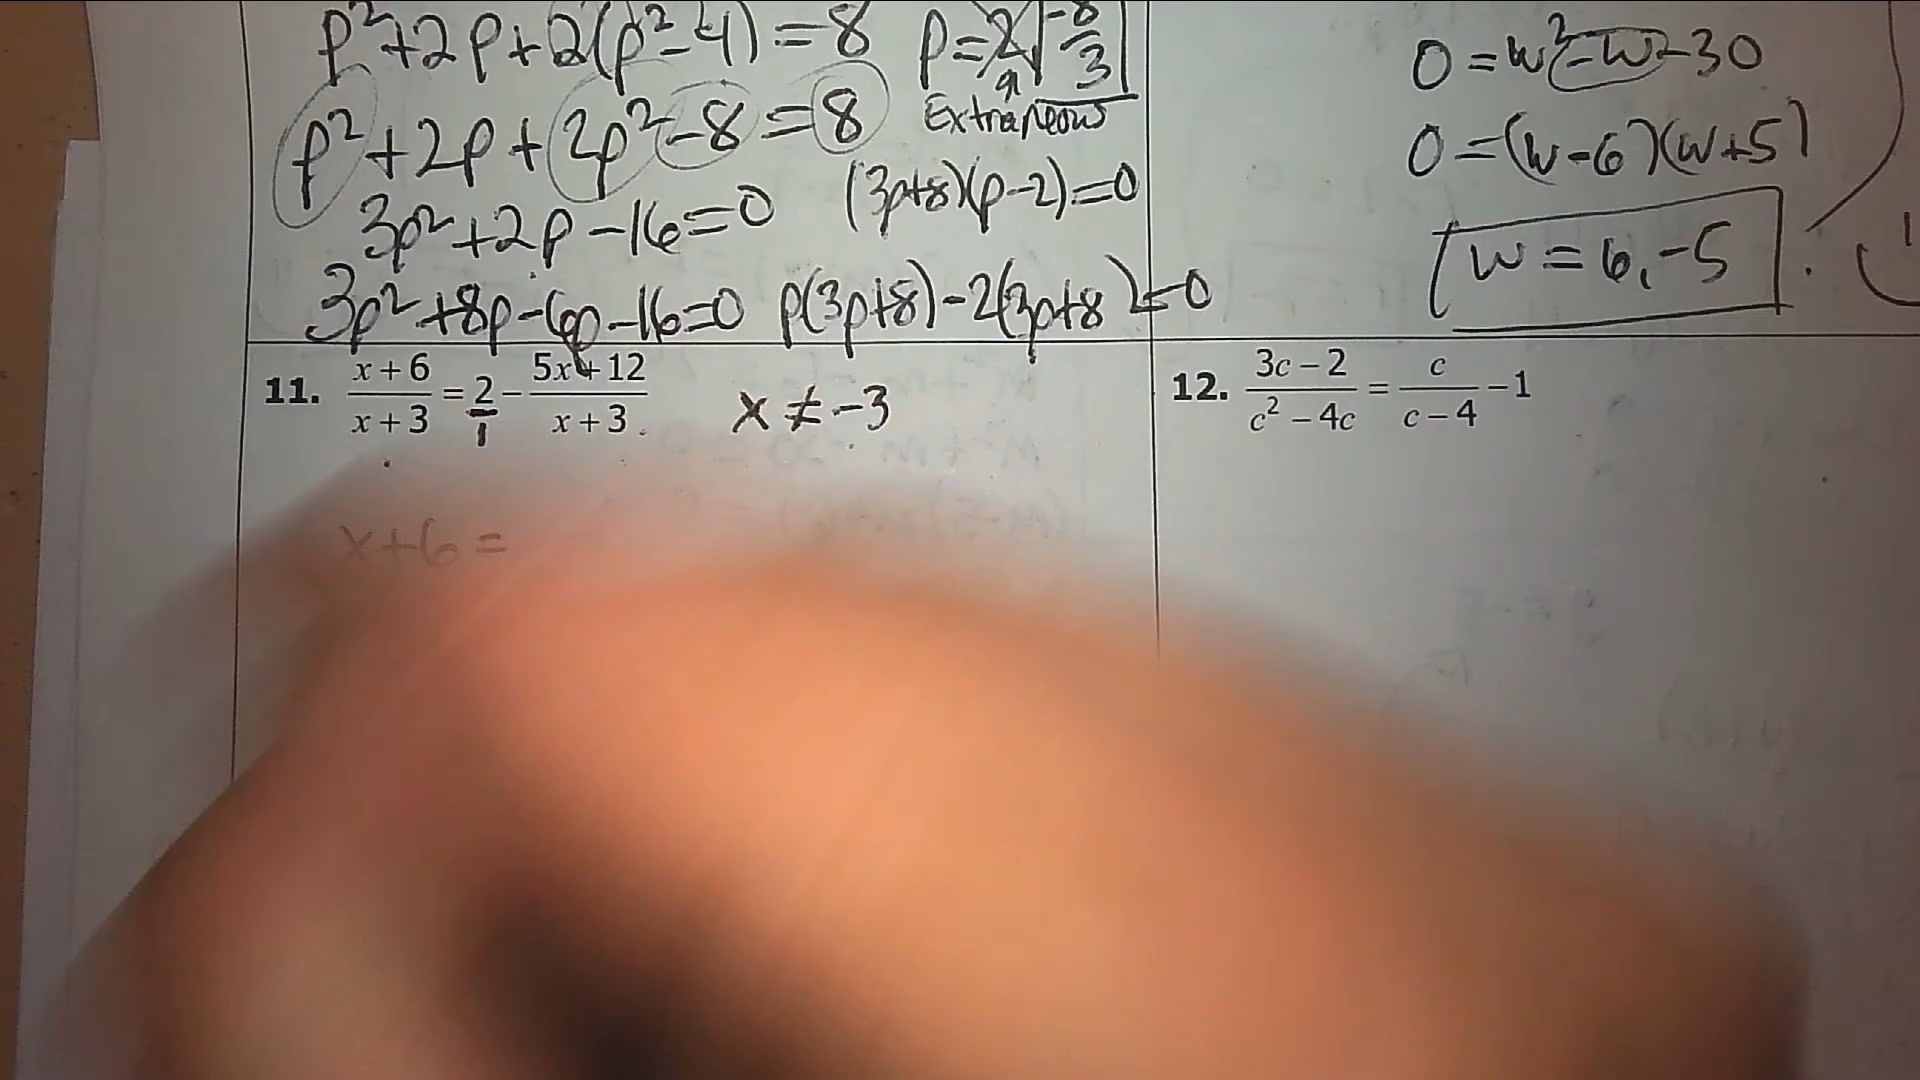 p²+2p+2(p²-4)=8
p²+2p+2p²-8=8
3p²+2p-16=0
3p²+8p-6p-16=0
p=2, -8/3
Extraneous
(3p+8)(p-2)=0
p(3p+8)-2(3p+8)=0
0=w²-w-30
0=(w-6)(w+5)
w=6,-5
11. (x+6)/(x+3) = 2/1 - (5x+12)/(x+3)
x≠-3
x+6=
12. (3c-2)/(c²-4c) = c/(c-4) - 1